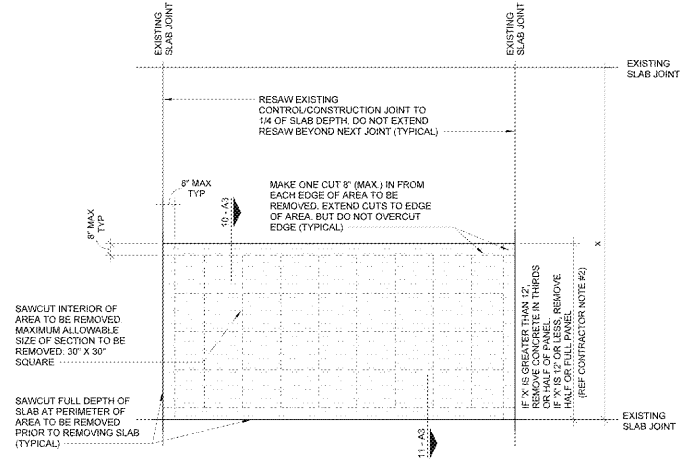 EXISTING
SLAB JOINT
EXISTING
SLAB JOINT
EXISTING
SLAB JOINT
RESAW EXISTING
CONTROL/CONSTRUCTION JOINT TO
1/4 OF SLAB DEPTH. DO NOT EXTEND
RESAW BEYOND NEXT JOINT (TYPICAL)
8" MAX
TYP
8" MAX
TYP
10 - A3
MAKE ONE CUT 8" (MAX.) IN FROM
EACH EDGE OF AREA TO BE
REMOVED. EXTEND CUTS TO EDGE
OF AREA. BUT DO NOT OVERCUT
EDGE (TYPICAL)
X
SAWCUT INTERIOR OF
AREA TO BE REMOVED
MAXIMUM ALLOWABLE
SIZE OF SECTION TO BE
REMOVED: 30" X 30"
SQUARE
IF 'X' IS GREATER THAN 12',
REMOVE CONCRETE IN THIRDS
OR HALF OF PANEL.
IF 'X' IS 12' OR LESS, REMOVE
HALF OR FULL PANEL
(REF CONTRACTOR NOTE #2)
SAWCUT FULL DEPTH OF
SLAB AT PERIMETER OF
AREA TO BE REMOVED
PRIOR TO REMOVING SLAB
(TYPICAL)
11 - A3
EXISTING
SLAB JOINT